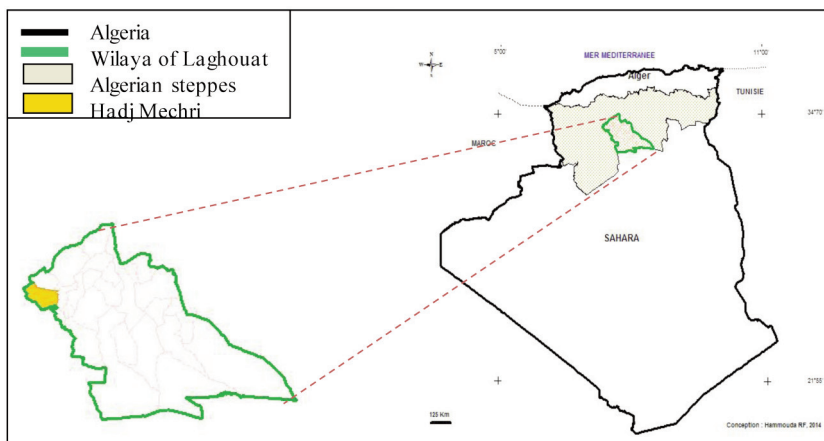 Algeria
Wilaya of Laghouat
Algerian steppes
Hadj Mechri
5°00'
MER MEDITERRANEE
11°00
N
W
E
S
Alger
TUNISIE
34°70
MAROC
SAHARA
21°55'
125 Km
Conception : Hammouda RF, 2014